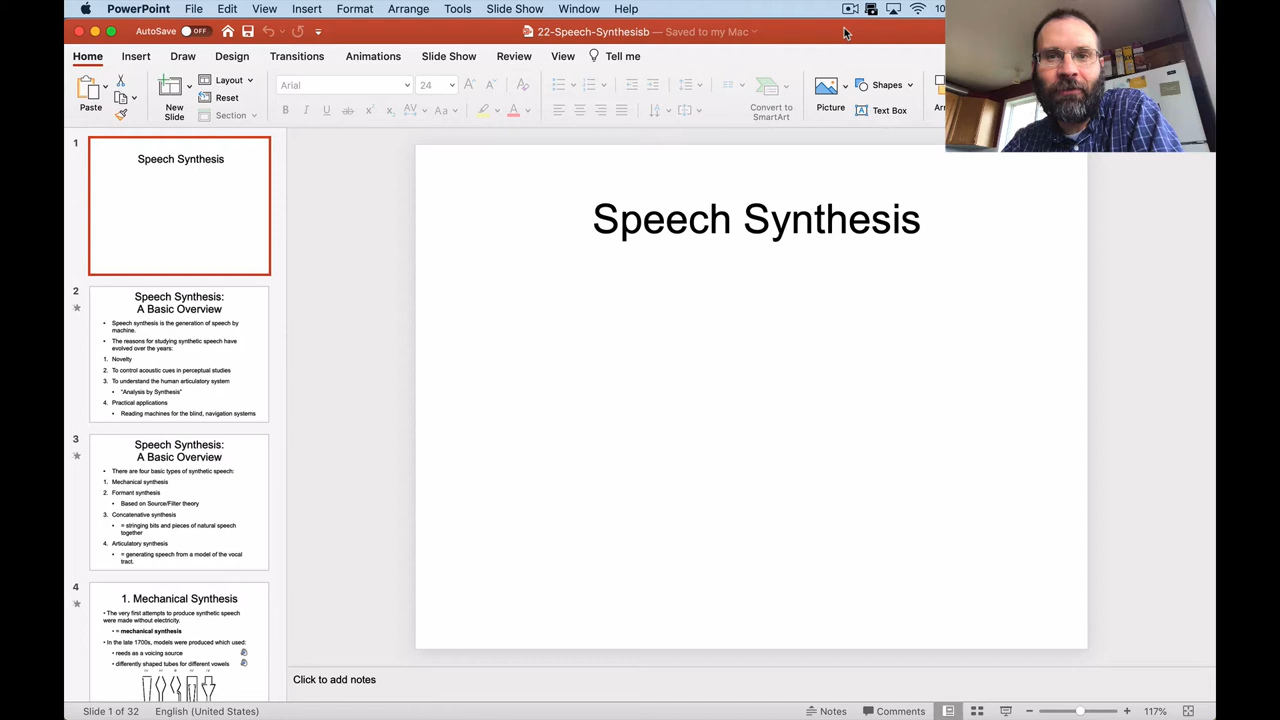 PowerPoint File Edit View Insert Format Arrange Tools Slide Show Window Help 10
AutoSave OFF 22-Speech-Synthesisb — Saved to my Mac
Home Insert Draw Design Transitions Animations Slide Show Review View Tell me
Paste
New
Slide
Layout
Reset
Section
Arial 24
B I U ab x² x₂ AV Aa A
Convert to
SmartArt
Picture
Shapes
Text Box
Arr
1
Speech Synthesis
2
Speech Synthesis:
A Basic Overview
• Speech synthesis is the generation of speech by
machine.
• The reasons for studying synthetic speech have
evolved over the years:
1. Novelty
2. To control acoustic cues in perceptual studies
3. To understand the human articulatory system
• "Analysis by Synthesis"
4. Practical applications
• Reading machines for the blind, navigation systems
3
Speech Synthesis:
A Basic Overview
• There are four basic types of synthetic speech:
1. Mechanical synthesis
2. Formant synthesis
• Based on Source/Filter theory
3. Concatenative synthesis
• = stringing bits and pieces of natural speech
together
4. Articulatory synthesis
• = generating speech from a model of the vocal
tract.
4
1. Mechanical Synthesis
• The very first attempts to produce synthetic speech
were made without electricity.
• = mechanical synthesis
• In the late 1700s, models were produced which used:
• reeds as a voicing source
• differently shaped tubes for different vowels
Speech Synthesis
Click to add notes
Slide 1 of 32 English (United States) Notes Comments 117%